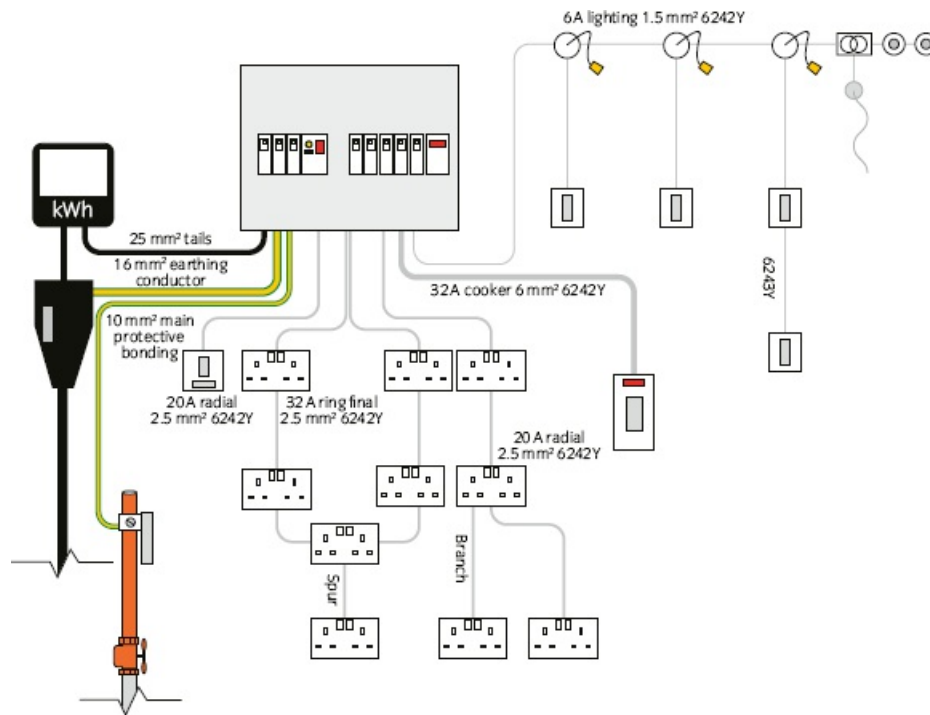 6A lighting 1.5 mm² 6242Y
kWh
25 mm² tails
16 mm² earthing
conductor
10 mm² main
protective
bonding
32A cooker 6 mm² 6242Y
6243Y
20A radial
2.5 mm² 6242Y
32A ring final
2.5 mm² 6242Y
20A radial
2.5 mm² 6242Y
Spur
Branch